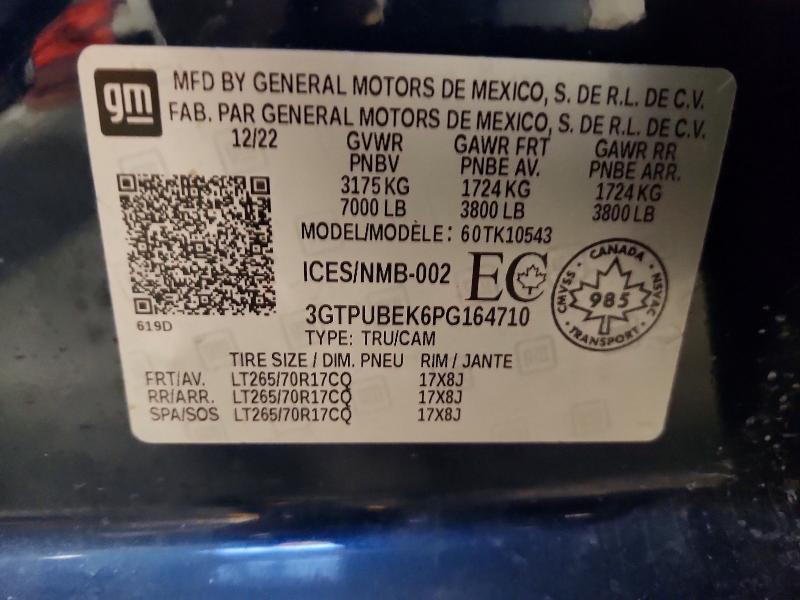 gm
MFD BY GENERAL MOTORS DE MEXICO, S. DE R.L. DE C.V.
FAB. PAR GENERAL MOTORS DE MEXICO, S. DE R.L. DE C.V.
12/22 GVWR GAWR FRT GAWR RR
PNBV PNBE AV. PNBE ARR.
3175 KG 1724 KG 1724 KG
7000 LB 3800 LB 3800 LB
MODEL/MODÈLE: 60TK10543
ICES/NMB-002 EC
CANADA
CMVSS 985 NSVAC
TRANSPORT
3GTPUBEK6PG164710
619D
TYPE: TRU/CAM
TIRE SIZE / DIM. PNEU RIM / JANTE
FRT/AV. LT265/70R17CQ 17X8J
RR/ARR. LT265/70R17CQ 17X8J
SPA/SOS LT265/70R17CQ 17X8J